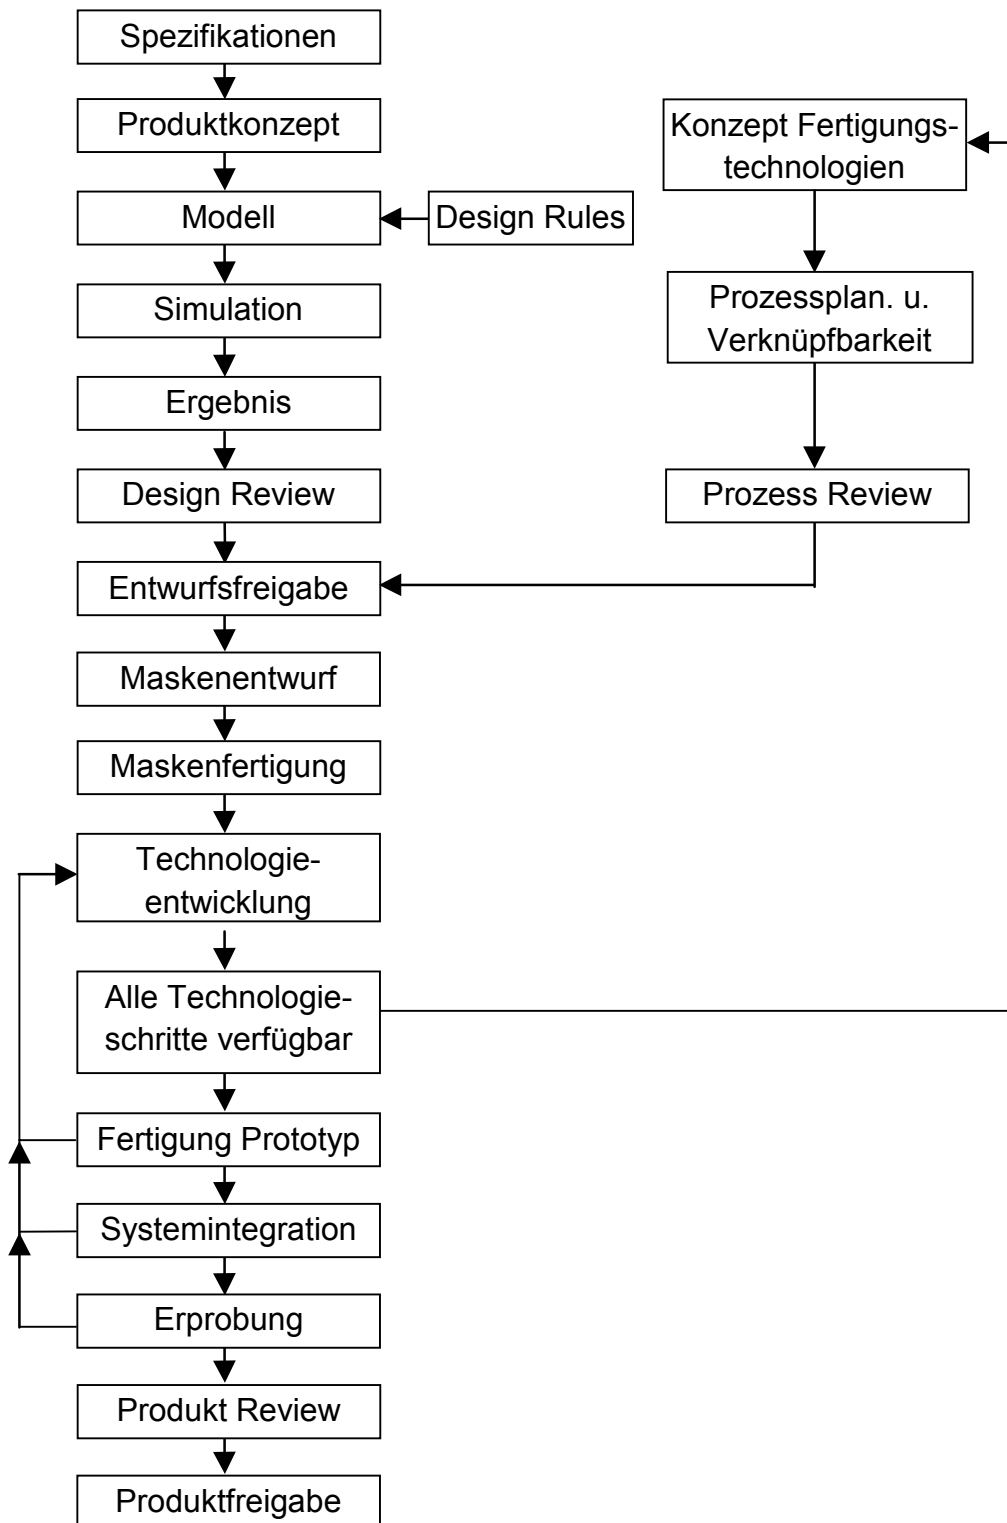 Spezifikationen
Produktkonzept
Konzept Fertigungs-
technologien
Modell
Design Rules
Simulation
Prozessplan. u.
Verknüpfbarkeit
Ergebnis
Design Review
Prozess Review
Entwurfsfreigabe
Maskenentwurf
Maskenfertigung
Technologie-
entwicklung
Alle Technologie-
schritte verfügbar
Fertigung Prototyp
Systemintegration
Erprobung
Produkt Review
Produktfreigabe